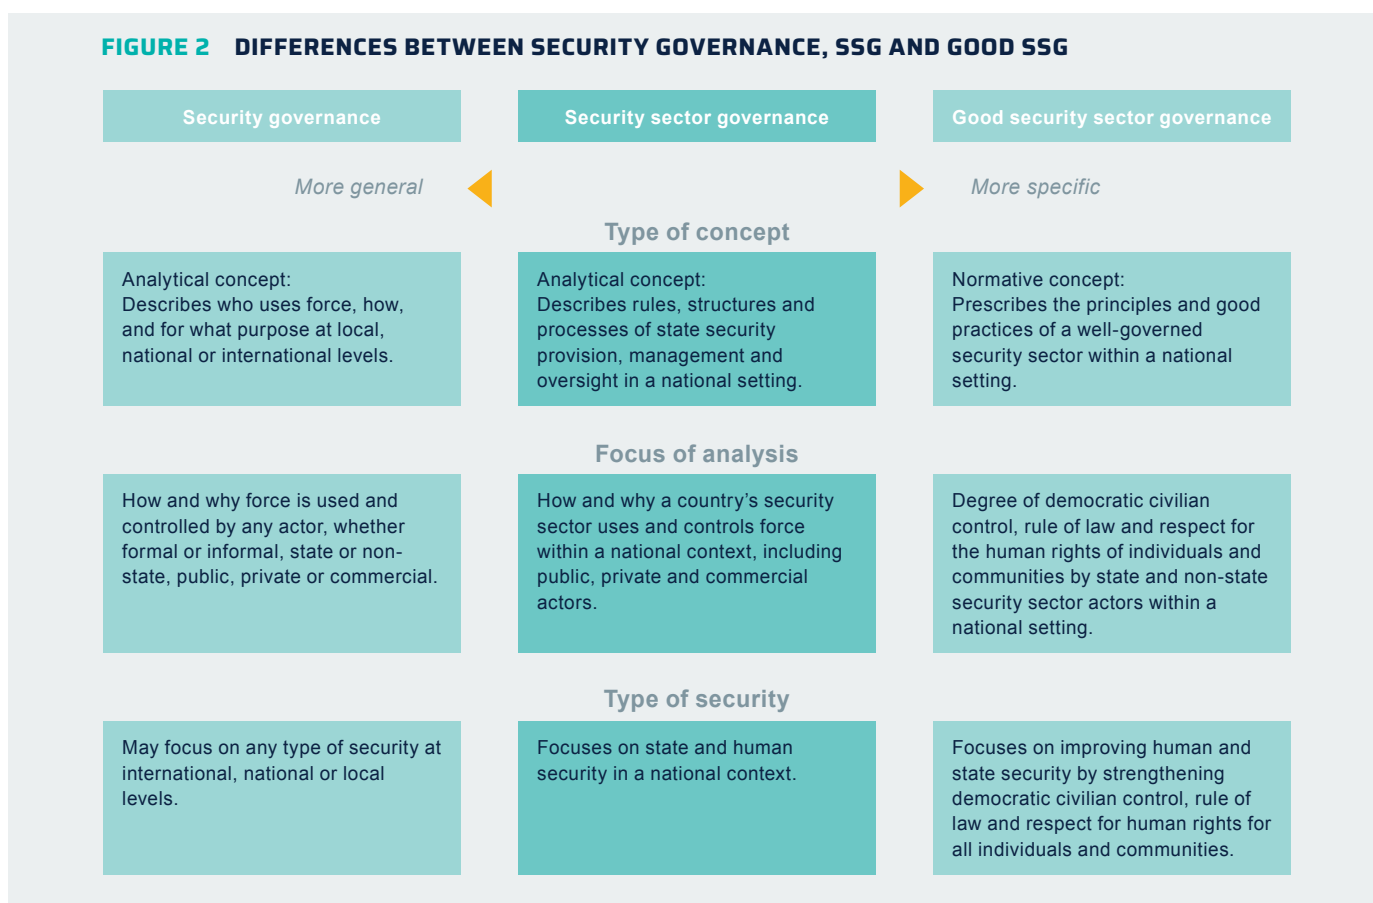 FIGURE 2 DIFFERENCES BETWEEN SECURITY GOVERNANCE, SSG AND GOOD SSG
Security governance
Security sector governance
Good security sector governance
More general
More specific
Type of concept
Analytical concept:
Describes who uses force, how,
and for what purpose at local,
national or international levels.
Analytical concept:
Describes rules, structures and
processes of state security
provision, management and
oversight in a national setting.
Normative concept:
Prescribes the principles and good
practices of a well-governed
security sector within a national
setting.
Focus of analysis
How and why force is used and
controlled by any actor, whether
formal or informal, state or non-
state, public, private or commercial.
How and why a country’s security
sector uses and controls force
within a national context, including
public, private and commercial
actors.
Degree of democratic civilian
control, rule of law and respect for
the human rights of individuals and
communities by state and non-state
security sector actors within a
national setting.
Type of security
May focus on any type of security at
international, national or local
levels.
Focuses on state and human
security in a national context.
Focuses on improving human and
state security by strengthening
democratic civilian control, rule of
law and respect for human rights for
all individuals and communities.